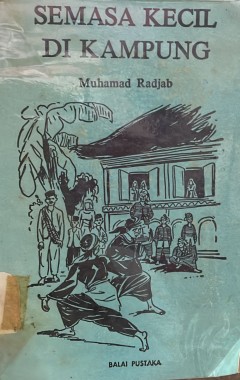 SEMASA KECIL
DI KAMPUNG
Muhamad Radjab
BALAI PUSTAKA